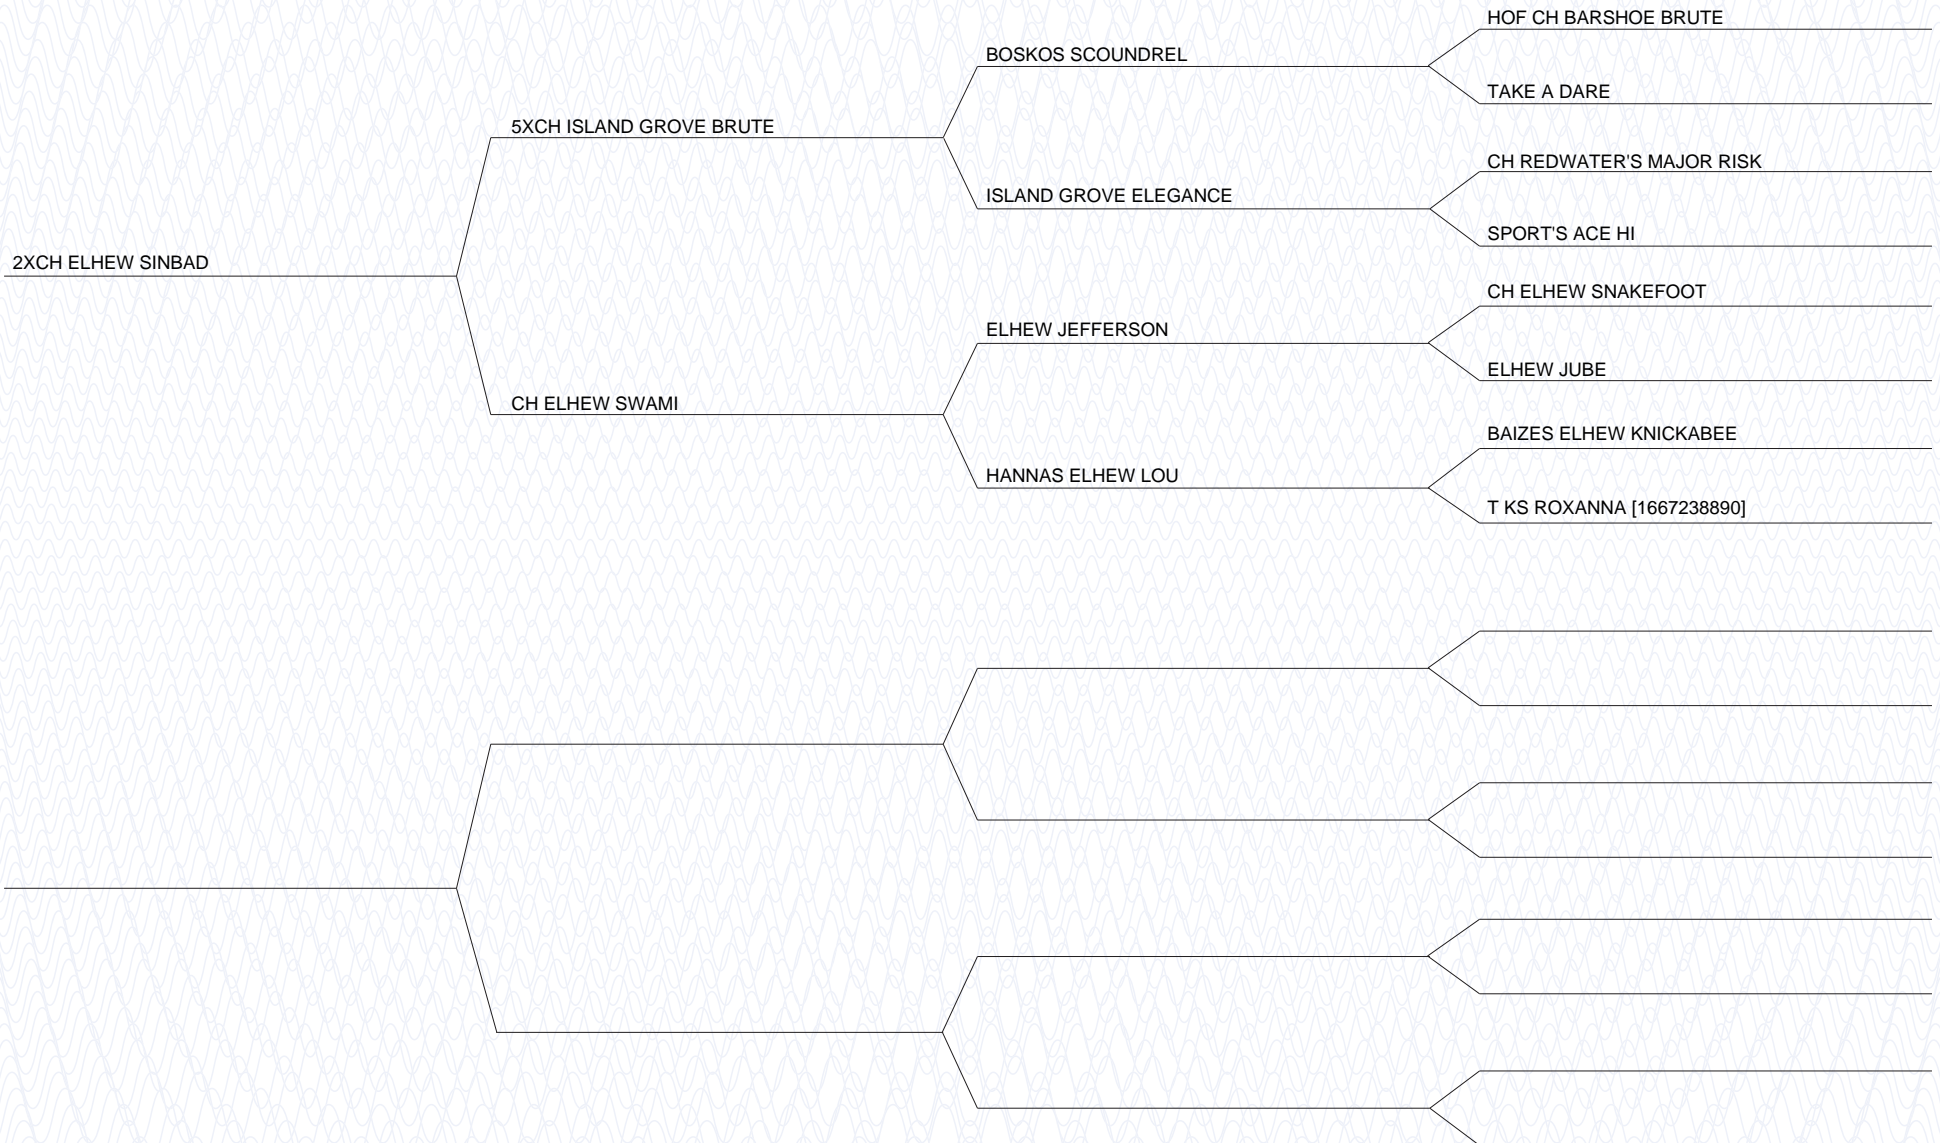 HOF CH BARSHOE BRUTE
BOSKOS SCOUNDREL
TAKE A DARE
5XCH ISLAND GROVE BRUTE
CH REDWATER'S MAJOR RISK
ISLAND GROVE ELEGANCE
SPORT'S ACE HI
2XCH ELHEW SINBAD
CH ELHEW SNAKEFOOT
ELHEW JEFFERSON
ELHEW JUBE
CH ELHEW SWAMI
BAIZES ELHEW KNICKABEE
HANNAS ELHEW LOU
T KS ROXANNA [1667238890]